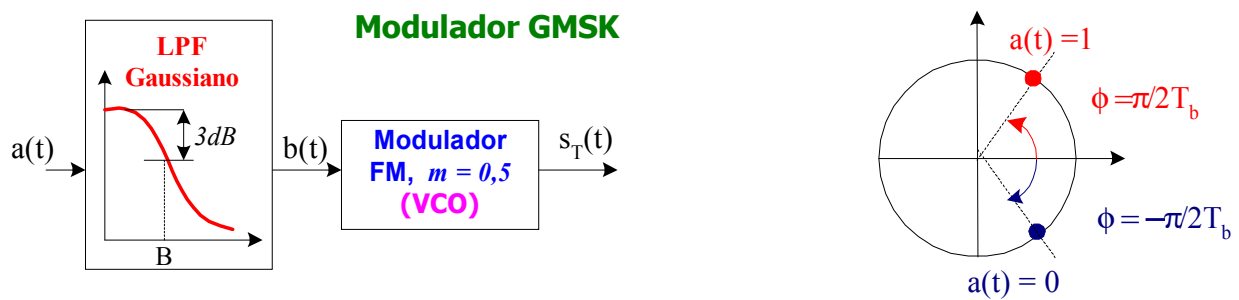 Modulador GMSK
LPF
Gaussiano
3dB
a(t)
B
b(t)
Modulador
FM, m = 0,5
(VCO)
s_T(t)
a(t) =1
ϕ =π/2T_b
ϕ = −π/2T_b
a(t) = 0